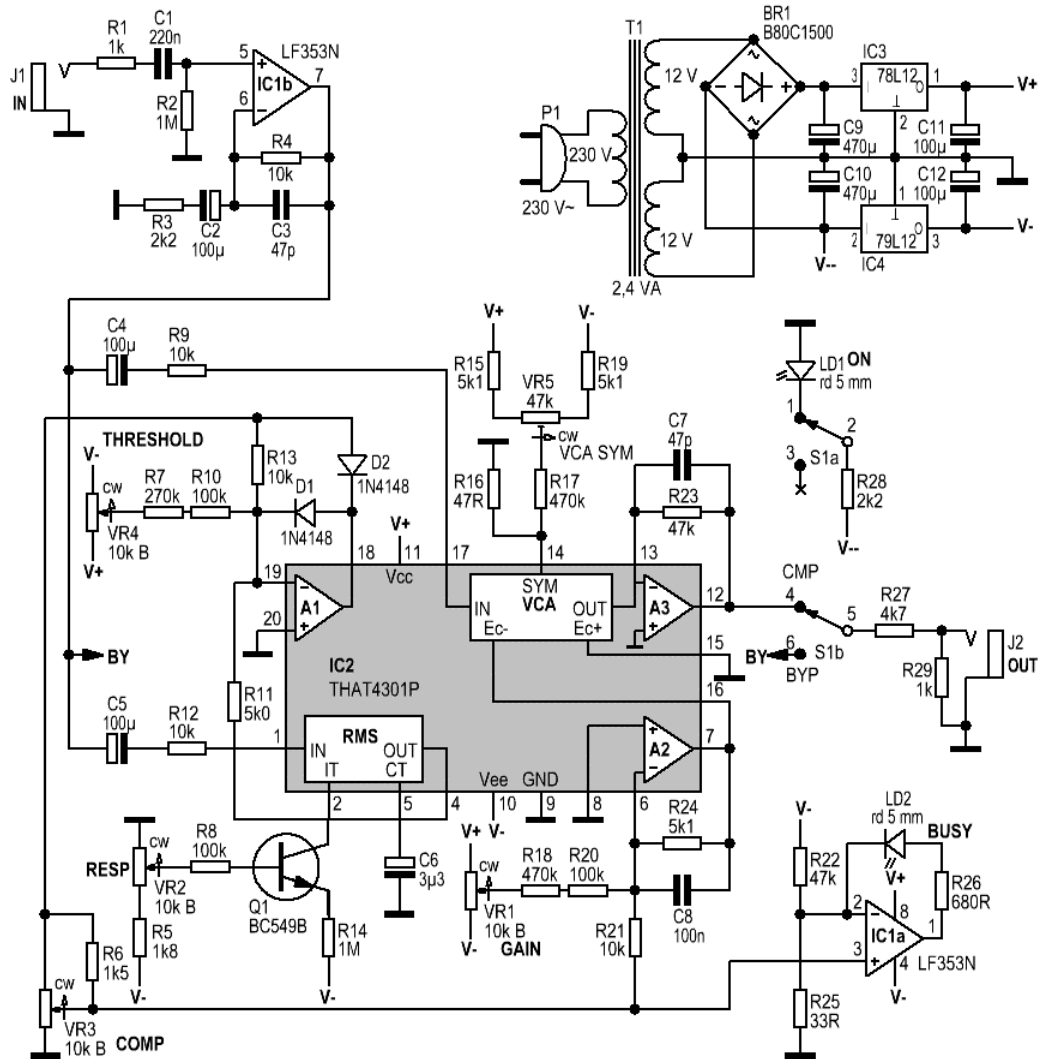 J1
IN
R1
1k
C1
220n
R2
1M
5
6
7
LF353N
IC1b
R4
10k
R3
2k2
C2
100µ
C3
47p
P1
230 V~
230 V
T1
12 V
12 V
2,4 VA
BR1
B80C1500
~
~
-
+
IC3
78L12
3
I
O
1
⊥
2
V+
C9
470µ
C11
100µ
C10
470µ
C12
100µ
1
⊥
2
I
O
3
79L12
IC4
V--
V-
C4
100µ
R9
10k
V+
V-
R15
5k1
R19
5k1
VR5
47k
CW
VCA SYM
R16
47R
R17
470k
C7
47p
R23
47k
LD1
ON
rd 5 mm
1
2
3
S1a
R28
2k2
V--
THRESHOLD
V-
CW
VR4
10k B
V+
R7
270k
R10
100k
R13
10k
D1
1N4148
D2
1N4148
18
V+
11
Vcc
17
14
13
19
20
A1
IN
SYM
VCA
OUT
Ec-
Ec+
A3
12
15
16
CMP
4
5
6
S1b
BY
BYP
R27
4k7
R29
1k
J2
OUT
BY
IC2
THAT4301P
R11
5k0
C5
100µ
R12
10k
1
IN
RMS
OUT
IT
CT
A2
7
Vee
GND
2
5
4
10
9
8
6
V-
R24
5k1
C8
100n
RESP
CW
VR2
10k B
R5
1k8
V-
R8
100k
Q1
BC549B
R14
1M
V-
C6
3µ3
V+
CW
VR1
10k B
V-
GAIN
R18
470k
R20
100k
R21
10k
R6
1k5
CW
VR3
10k B
COMP
V-
R22
47k
R25
33R
LD2
rd 5 mm
BUSY
V+
2
8
3
1
4
IC1a
LF353N
V-
R26
680R